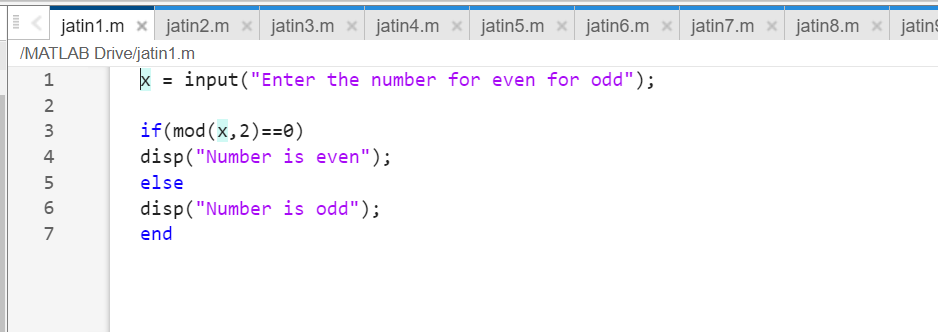 jatin1.m × jatin2.m × jatin3.m × jatin4.m × jatin5.m × jatin6.m × jatin7.m × jatin8.m ×
/MATLAB Drive/jatin1.m
1 x = input("Enter the number for even for odd");
2
3 if(mod(x,2)==0)
4 disp("Number is even");
5 else
6 disp("Number is odd");
7 end